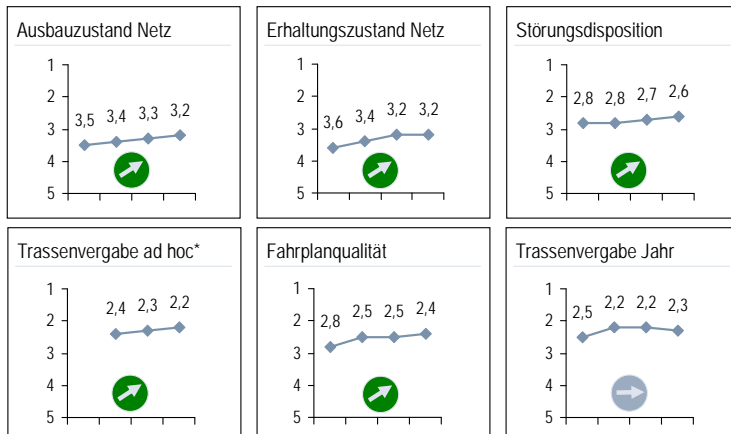 Ausbauzustand Netz
1
2
3
4
5
3,5 3,4 3,3 3,2
Erhaltungszustand Netz
1
2
3
4
5
3,6 3,4 3,2 3,2
Störungsdisposition
1
2
3
4
5
2,8 2,8 2,7 2,6
Trassenvergabe ad hoc*
1
2
3
4
5
2,4 2,3 2,2
Fahrplanqualität
1
2
3
4
5
2,8 2,5 2,5 2,4
Trassenvergabe Jahr
1
2
3
4
5
2,5 2,2 2,2 2,3